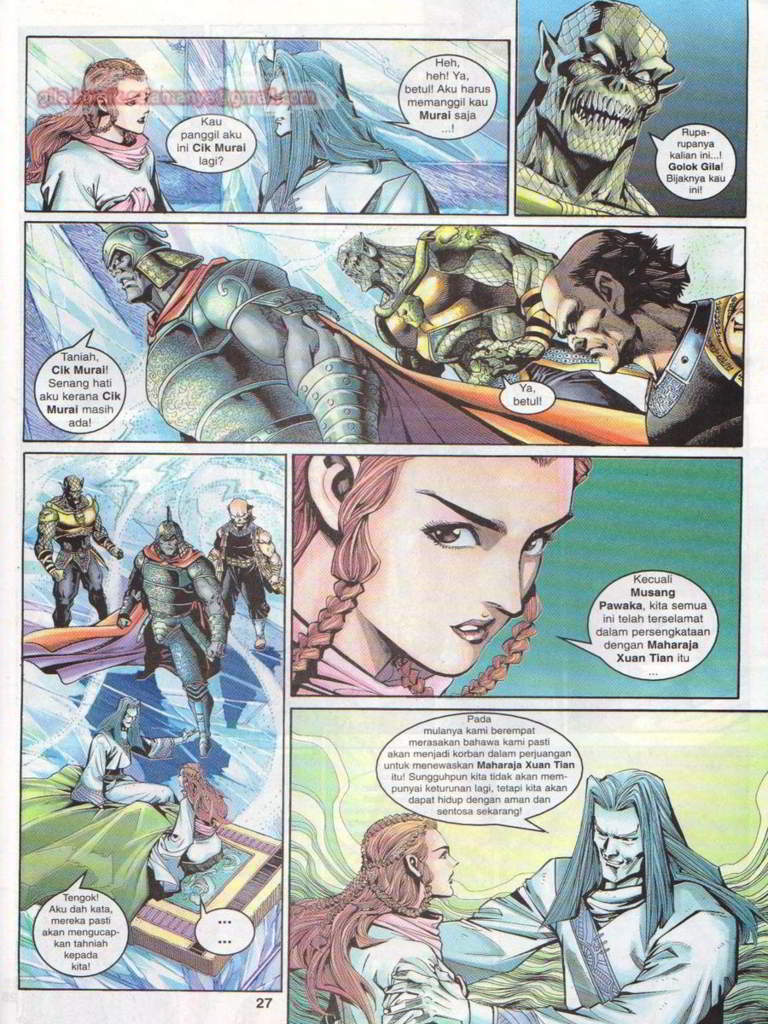 Kau
panggil aku
ini Cik Murai
lagi?
Heh,
heh! Ya,
betul! Aku harus
memanggil kau
Murai saja
...!
Rupa-
rupanya
kalian ini...!
Golok Gila!
Bijaknya kau
ini!
Taniah,
Cik Murai!
Senang hati
aku kerana Cik
Murai masih
ada!
Ya,
betul!
Tengok!
Aku dah kata,
mereka pasti
akan mengucap-
kan tahniah
kepada
kita!
...
...
Kecuali
Musang
Pawaka, kita semua
ini telah terselamat
dalam persengkataan
dengan Maharaja
Xuan Tian itu
...
Pada
mulanya kami berempat
merasakan bahawa kami pasti
akan menjadi korban dalam perjuangan
untuk menewaskan Maharaja Xuan Tian
itu! Sungguhpun kita tidak akan mem-
punyai keturunan lagi, tetapi kita akan
dapat hidup dengan aman dan
sentosa sekarang!
27